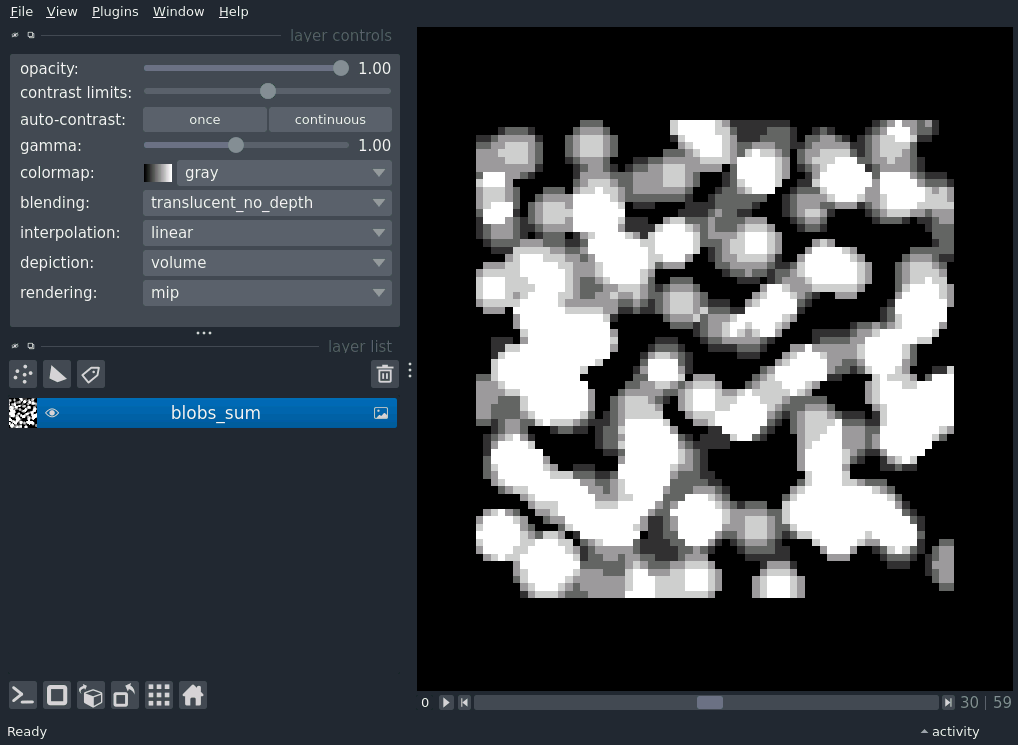 File View Plugins Window Help
layer controls
opacity: 1.00
contrast limits:
auto-contrast: once continuous
gamma: 1.00
colormap: gray
blending: translucent_no_depth
interpolation: linear
depiction: volume
rendering: mip
layer list
blobs_sum
0 30 | 59
Ready activity